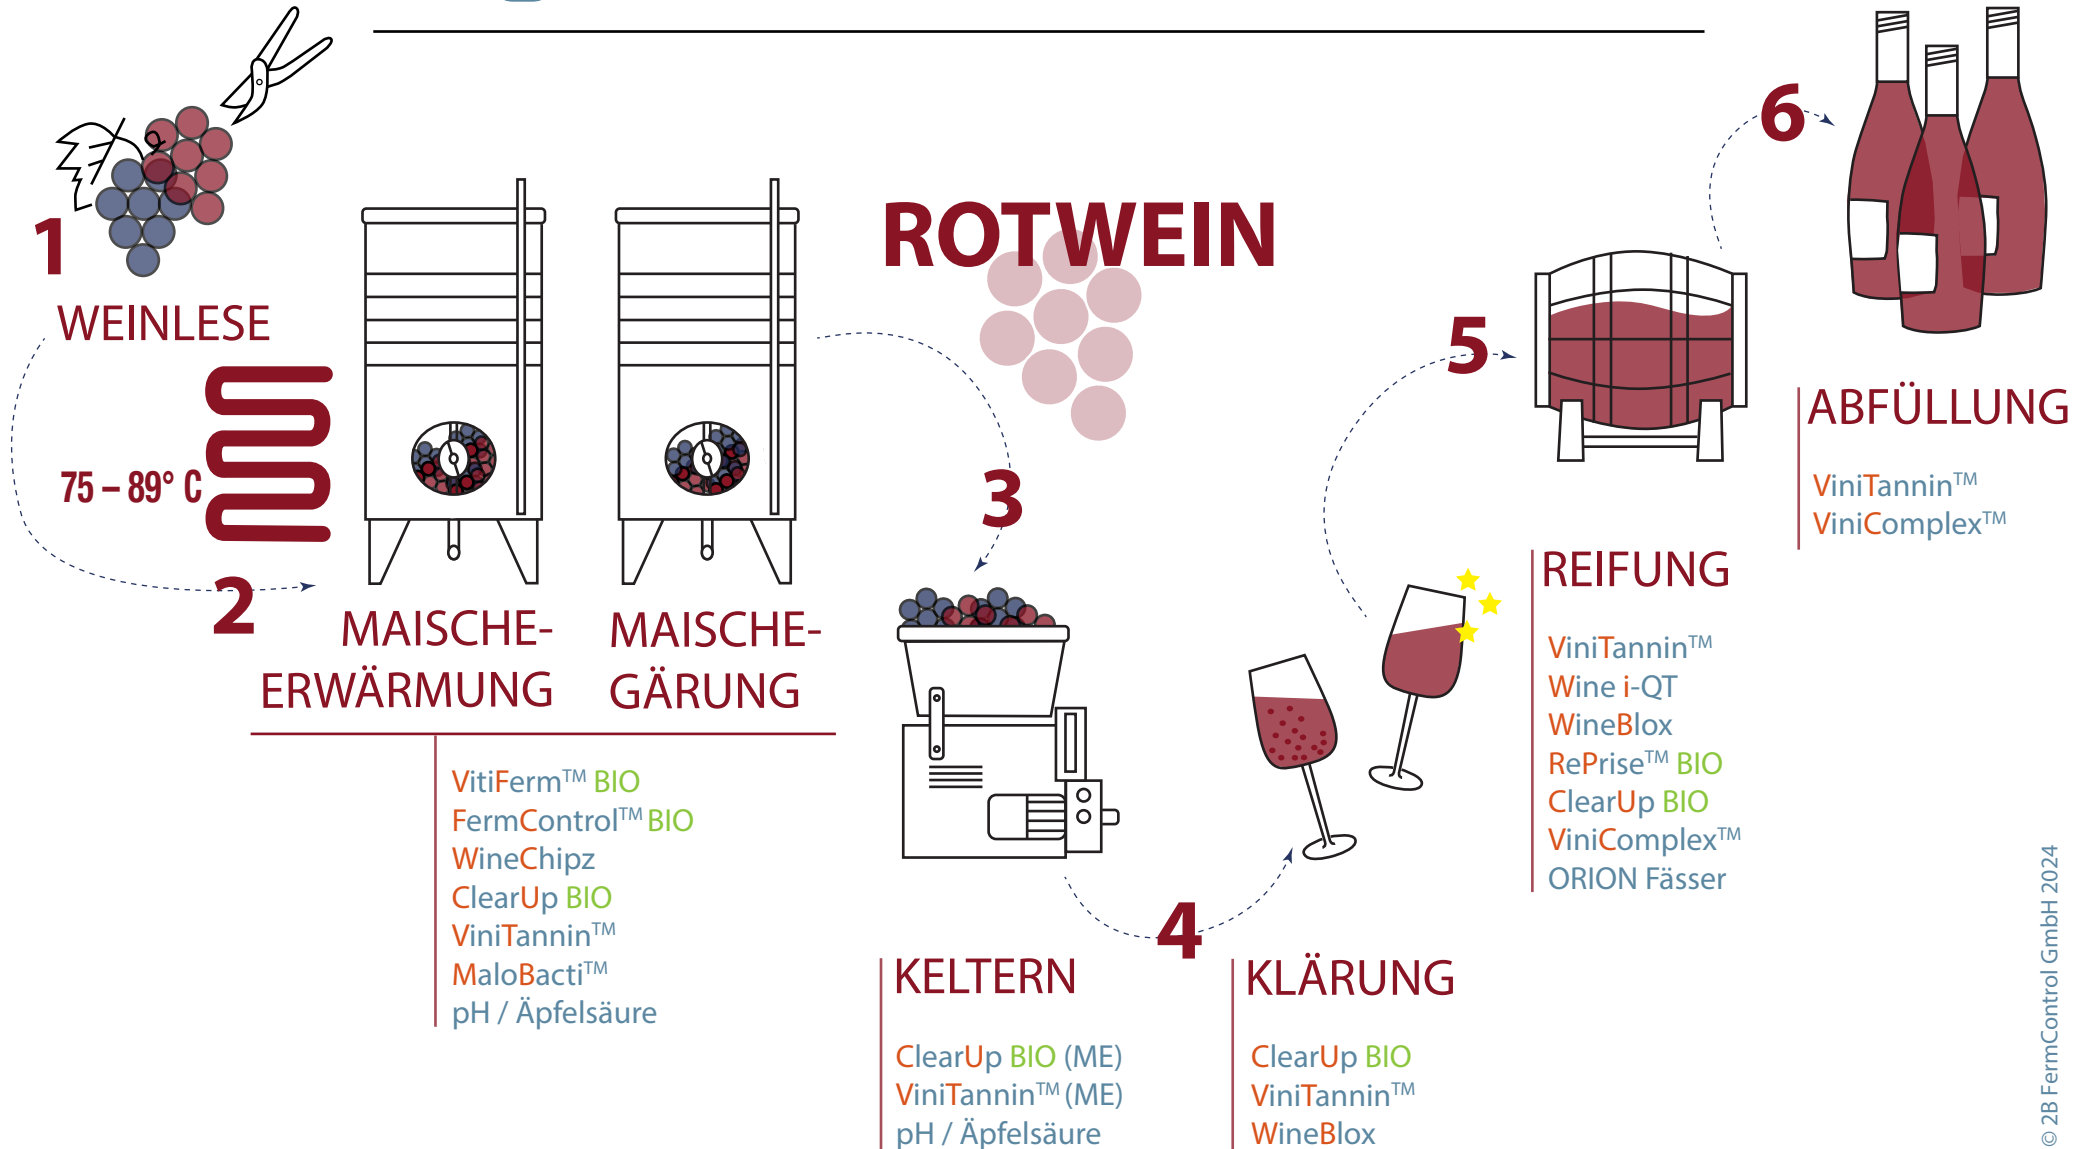 1
WEINLESE
75 – 89° C
2
MAISCHE-
ERWÄRMUNG
MAISCHE-
GÄRUNG
VitiFerm™ BIO
FermControl™ BIO
WineChipz
ClearUp BIO
ViniTannin™
MaloBacti™
pH / Äpfelsäure
ROTWEIN
3
KELTERN
ClearUp BIO (ME)
ViniTannin™ (ME)
pH / Äpfelsäure
4
KLÄRUNG
ClearUp BIO
ViniTannin™
WineBlox
5
REIFUNG
ViniTannin™
Wine i-QT
WineBlox
RePrise™ BIO
ClearUp BIO
ViniComplex™
ORION Fässer
6
ABFÜLLUNG
ViniTannin™
ViniComplex™
© 2B FermControl GmbH 2024